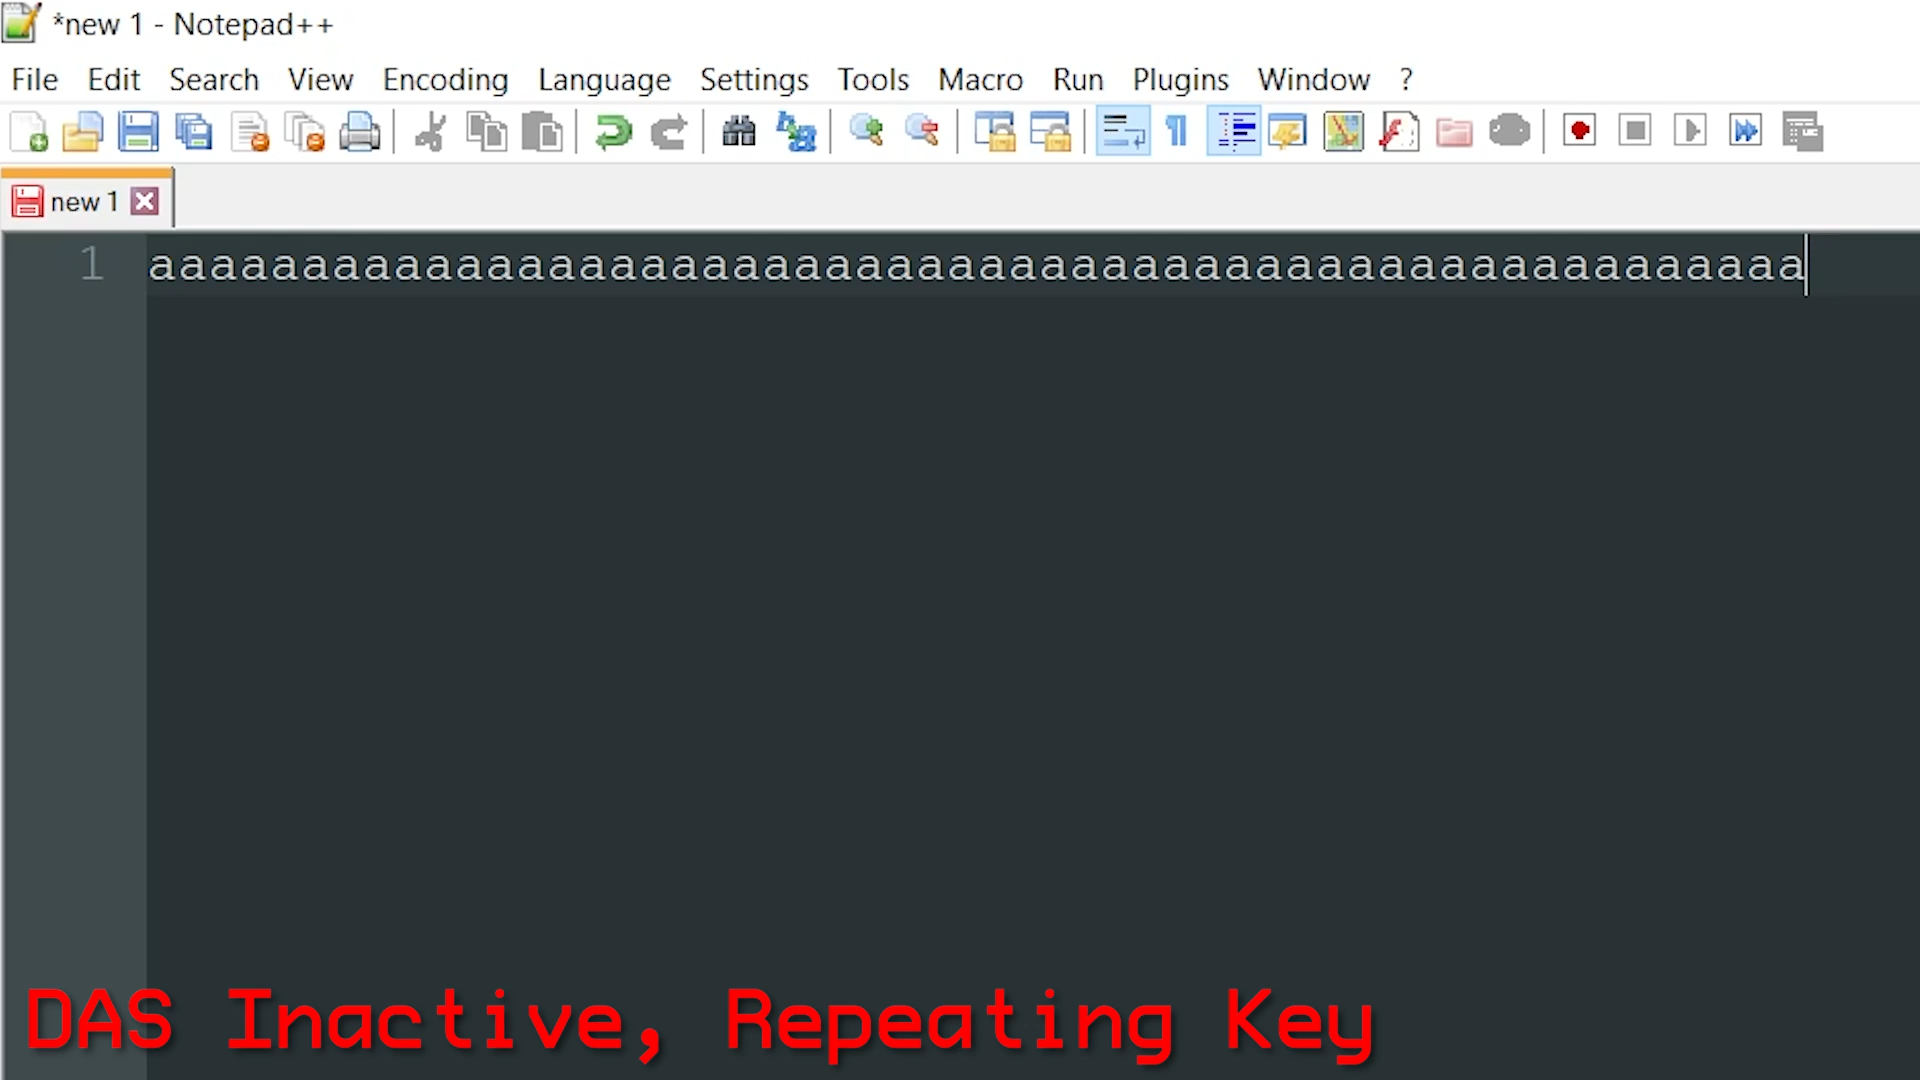 *new 1 - Notepad++
File Edit Search View Encoding Language Settings Tools Macro Run Plugins Window ?
new 1
1 aaaaaaaaaaaaaaaaaaaaaaaaaaaaaaaaaaaaaaaaaaaaaaaaaaaaaa
DAS Inactive, Repeating Key